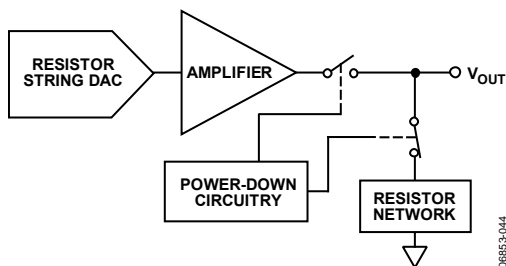 RESISTOR
STRING DAC
AMPLIFIER
VOUT
POWER-DOWN
CIRCUITRY
RESISTOR
NETWORK
06853-044